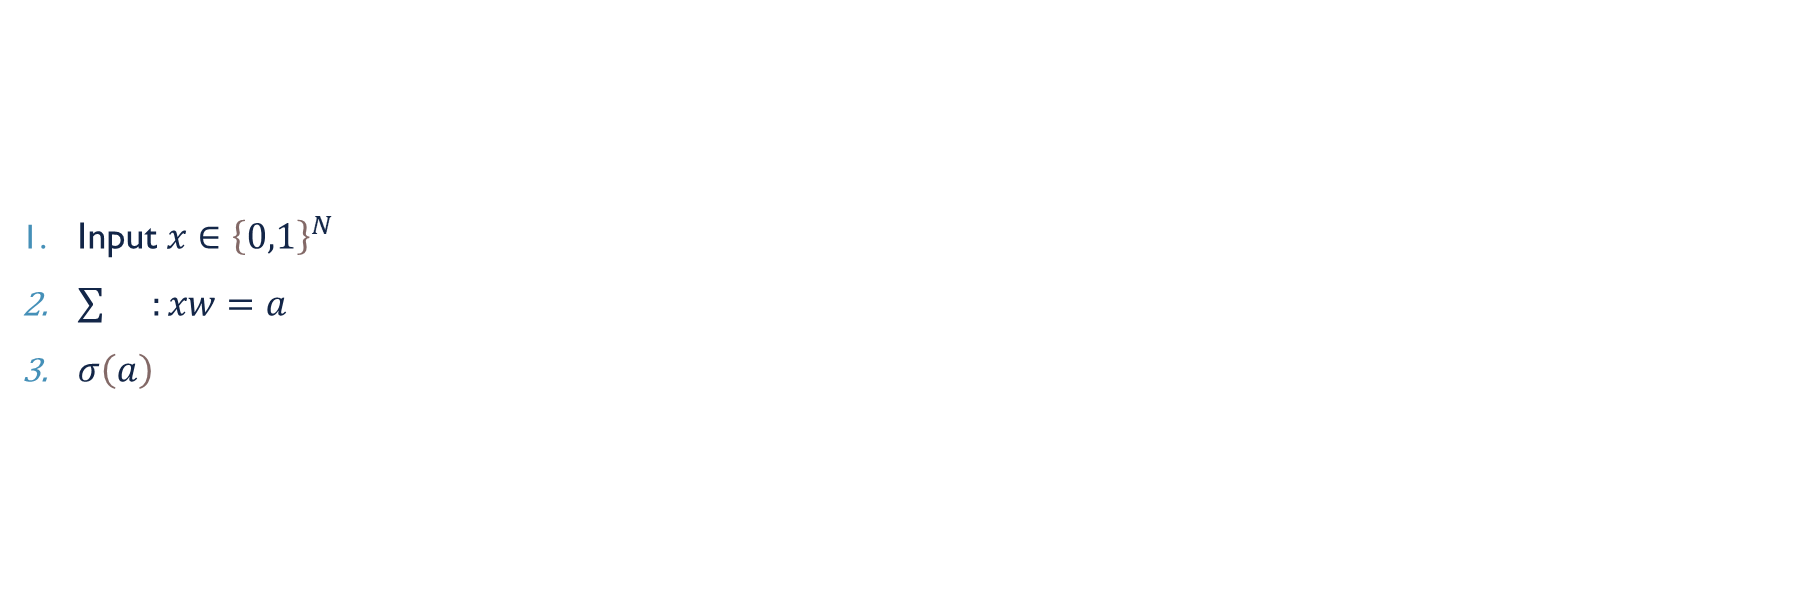 1. Input 𝑥 ∈ {0,1}^𝑁
2. ∑ : 𝑥𝑤 = 𝑎
3. 𝜎(𝑎)